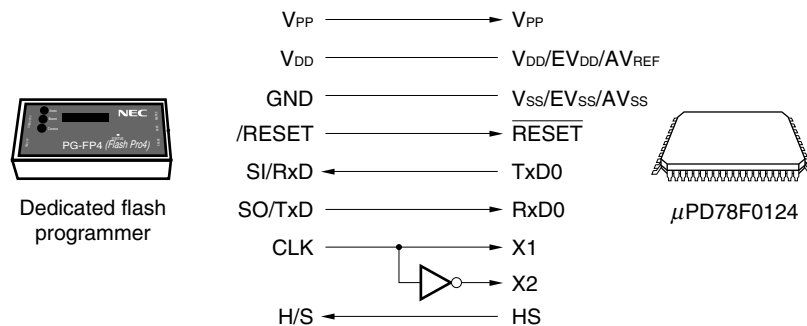 VPP VPP
VDD VDD/EVDD/AVREF
GND VSS/EVSS/AVSS
/RESET RESET
SI/RxD TxD0
SO/TxD RxD0
CLK X1
X2
H/S HS
NEC
PG-FP4 (Flash Pro4)
Dedicated flash
programmer
μPD78F0124